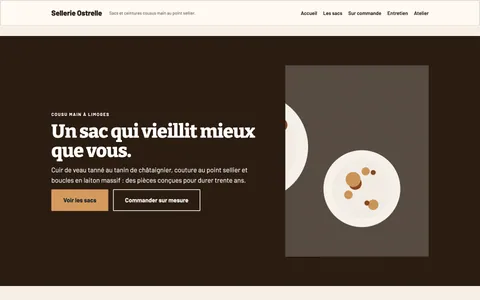 Sellerie Ostrelle
Sacs et ceintures cousus main au point sellier
Accueil Les sacs Sur commande Entretien Atelier
COUSU MAIN À LIMOGES
Un sac qui vieillit mieux
que vous.
Cuir de veau tanné au tanin de châtaignier, couture au point sellier et
boucles en laiton massif : des pièces conçues pour durer trente ans.
Voir les sacs
Commander sur mesure